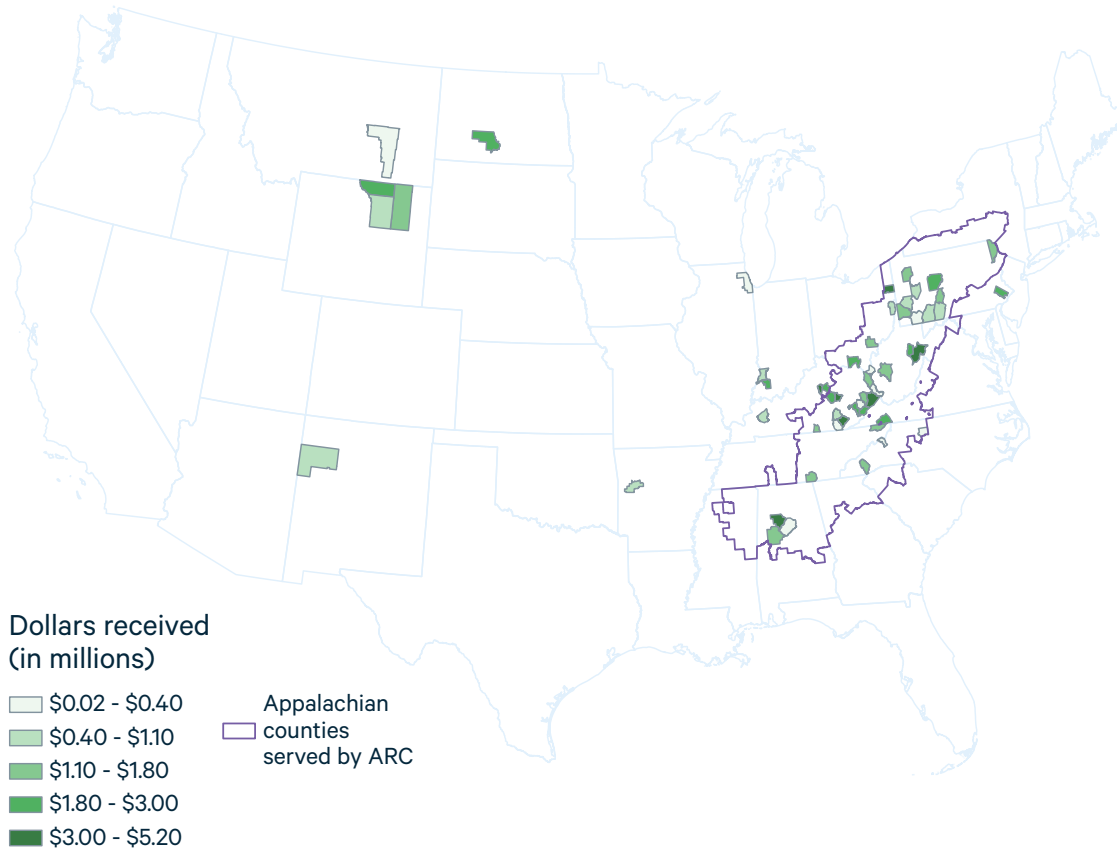 Dollars received
(in millions)
$0.02 - $0.40
$0.40 - $1.10
$1.10 - $1.80
$1.80 - $3.00
$3.00 - $5.20
Appalachian
counties
served by ARC